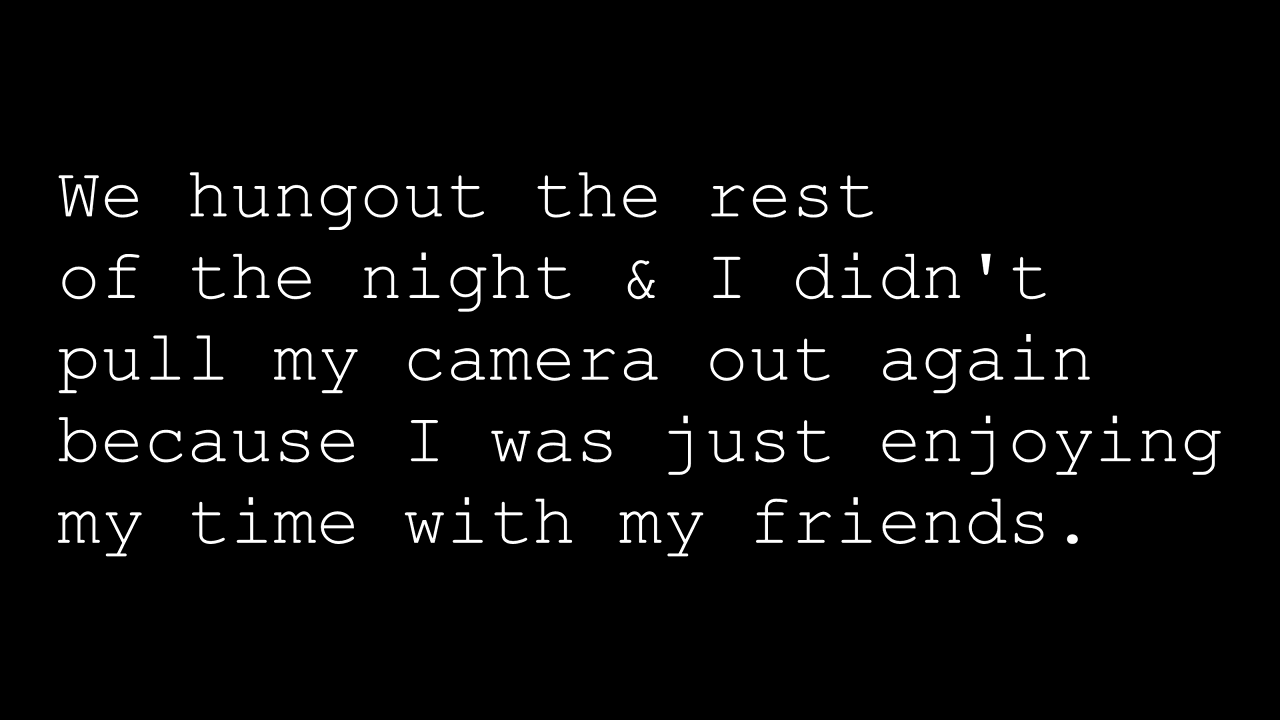 We hungout the rest
of the night & I didn't
pull my camera out again
because I was just enjoying
my time with my friends.